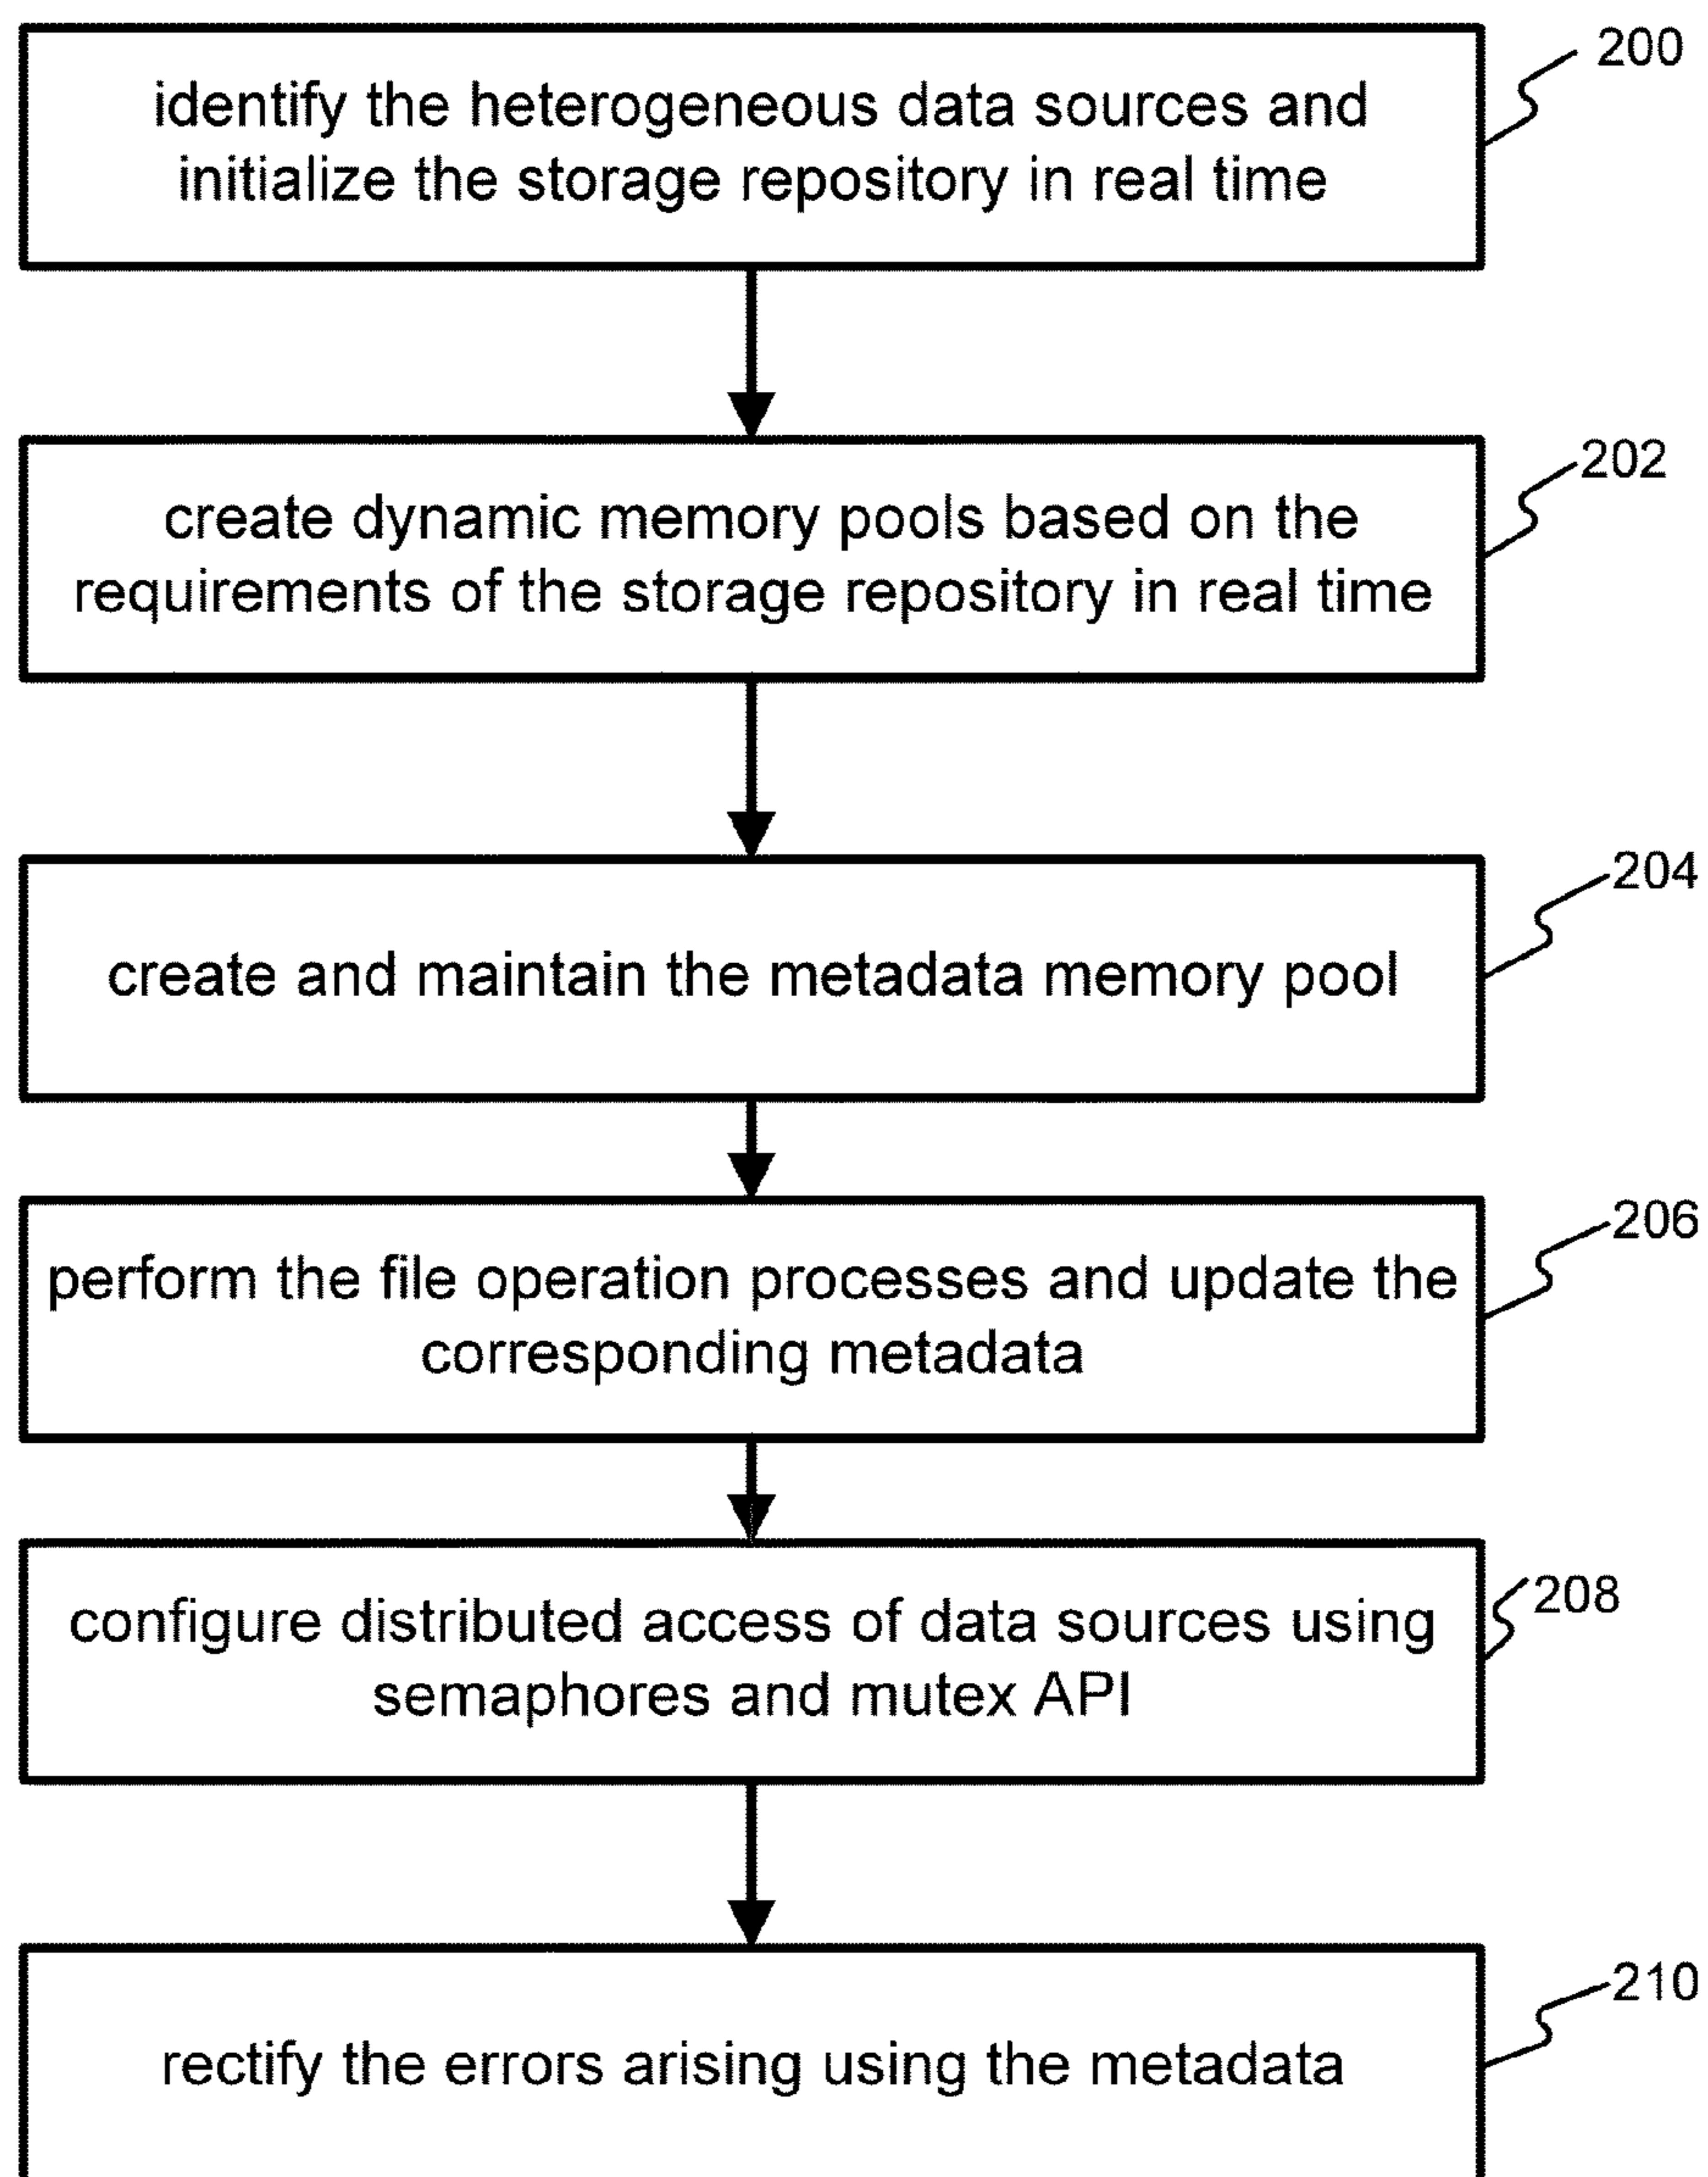 200
identify the heterogeneous data sources and
initialize the storage repository in real time
202
create dynamic memory pools based on the
requirements of the storage repository in real time
204
create and maintain the metadata memory pool
206
perform the file operation processes and update the
corresponding metadata
208
configure distributed access of data sources using
semaphores and mutex API
210
rectify the errors arising using the metadata